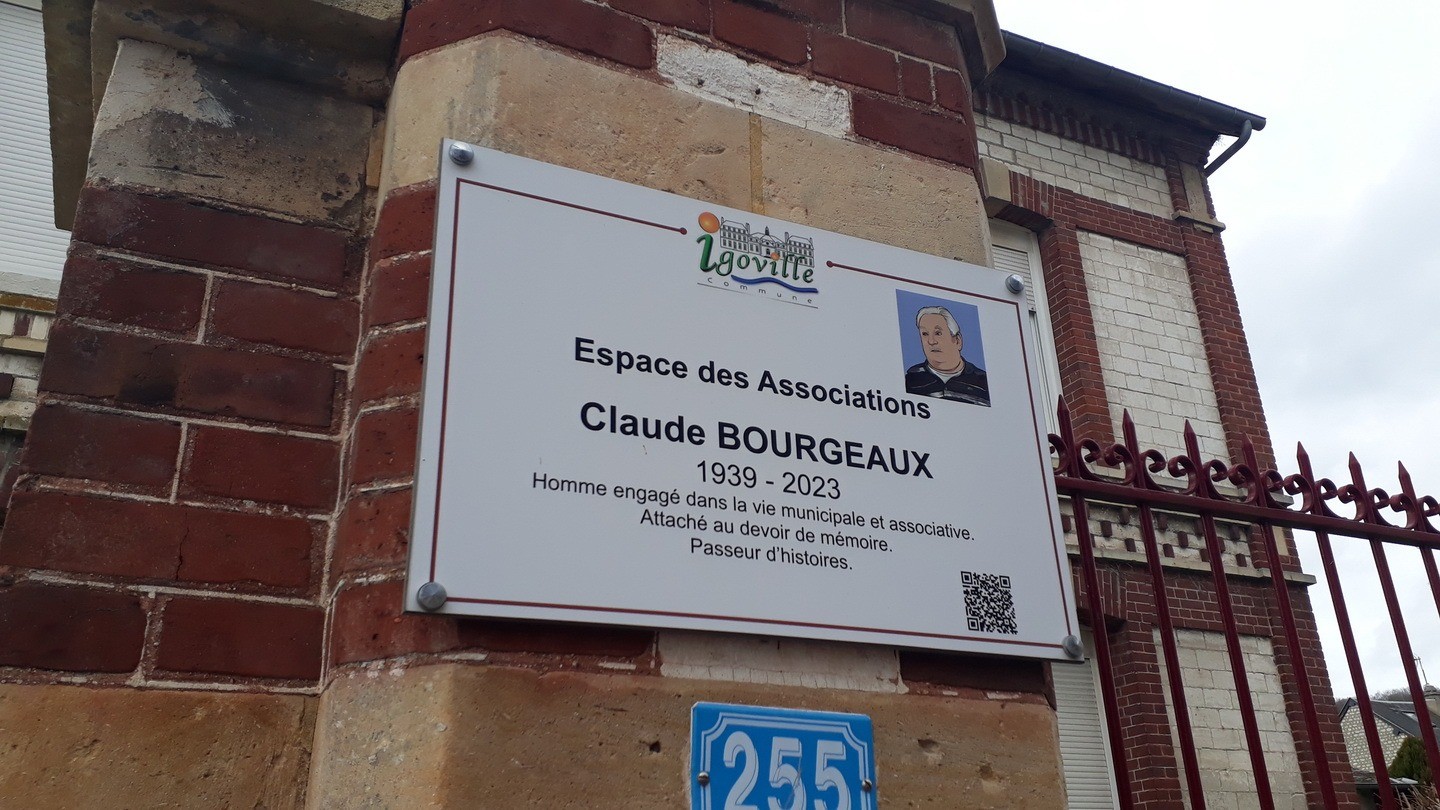 Igoville
commune
Espace des Associations
Claude BOURGEAUX
1939 - 2023
Homme engagé dans la vie municipale et associative.
Attaché au devoir de mémoire.
Passeur d'histoires.
255